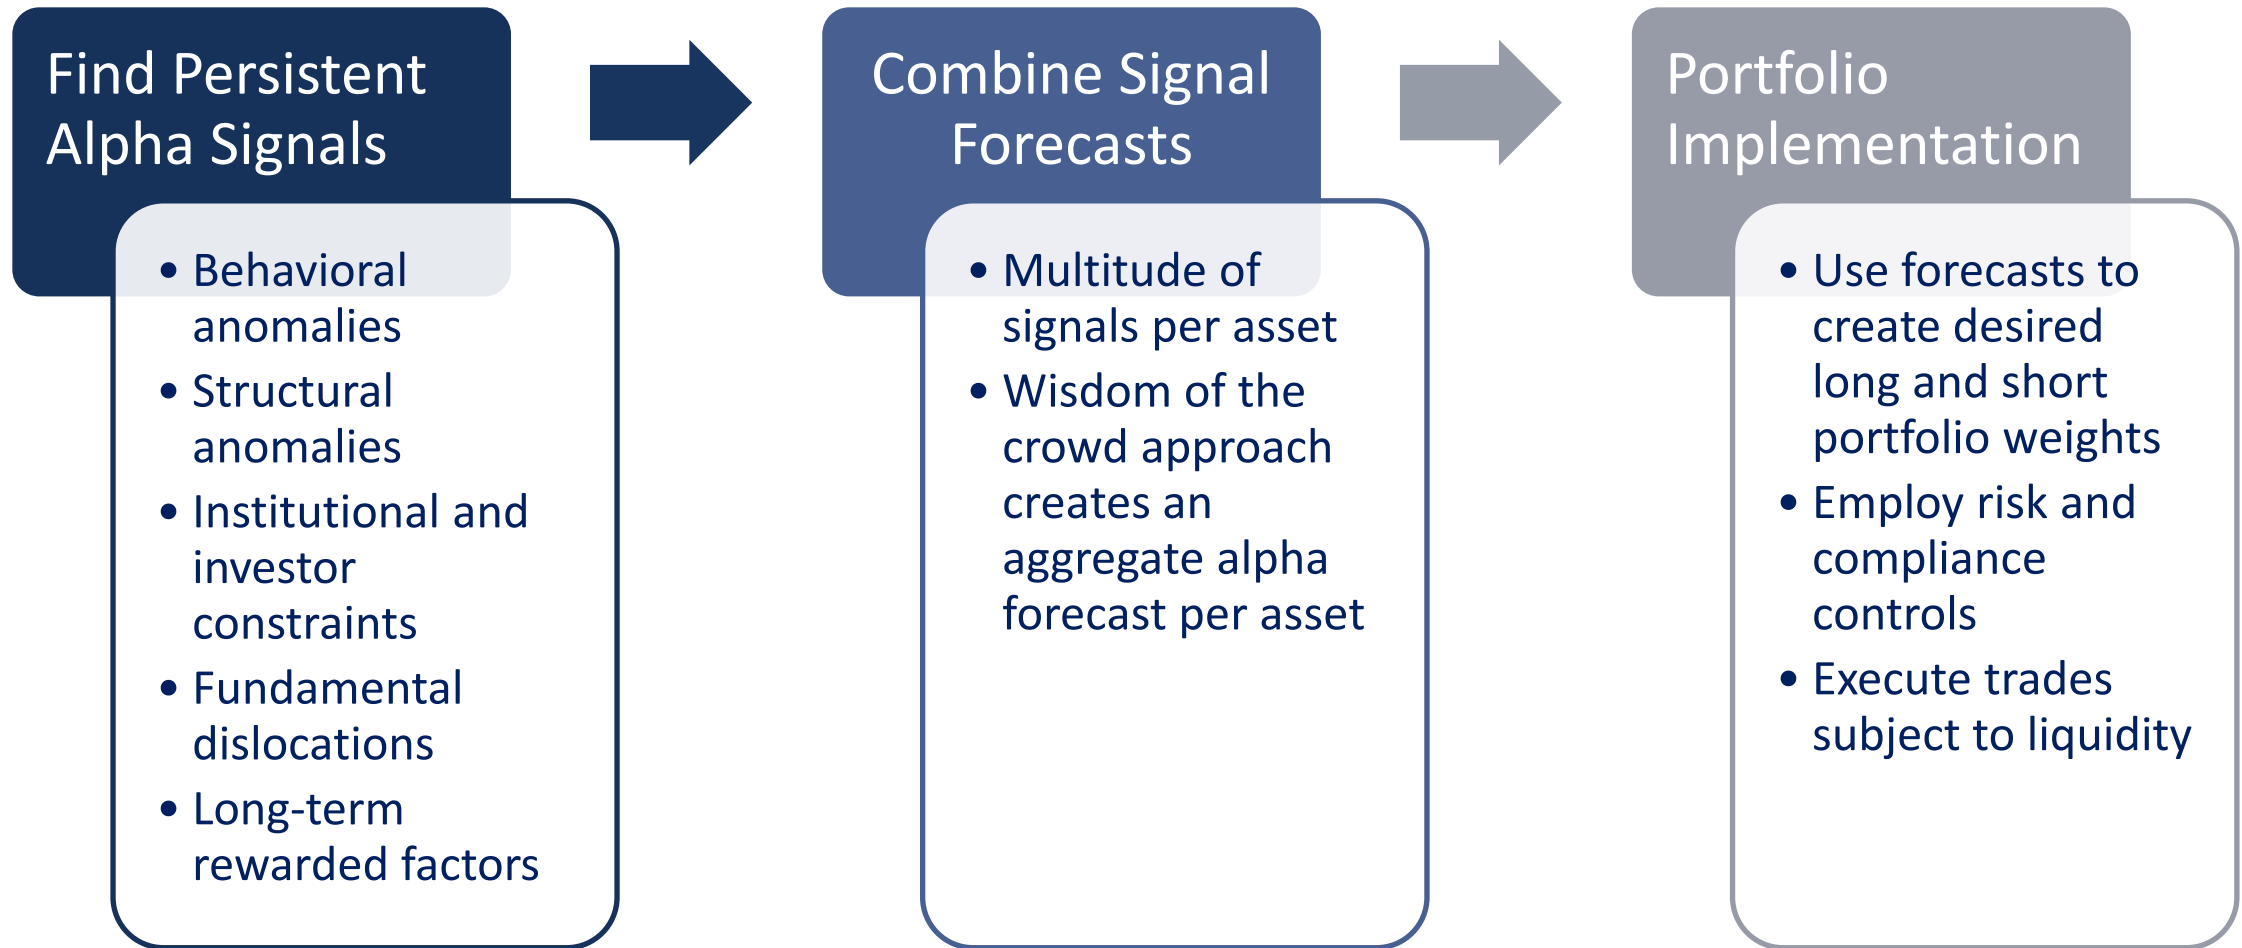 Find Persistent
Alpha Signals
• Behavioral
anomalies
• Structural
anomalies
• Institutional and
investor
constraints
• Fundamental
dislocations
• Long-term
rewarded factors
Combine Signal
Forecasts
• Multitude of
signals per asset
• Wisdom of the
crowd approach
creates an
aggregate alpha
forecast per asset
Portfolio
Implementation
• Use forecasts to
create desired
long and short
portfolio weights
• Employ risk and
compliance
controls
• Execute trades
subject to liquidity